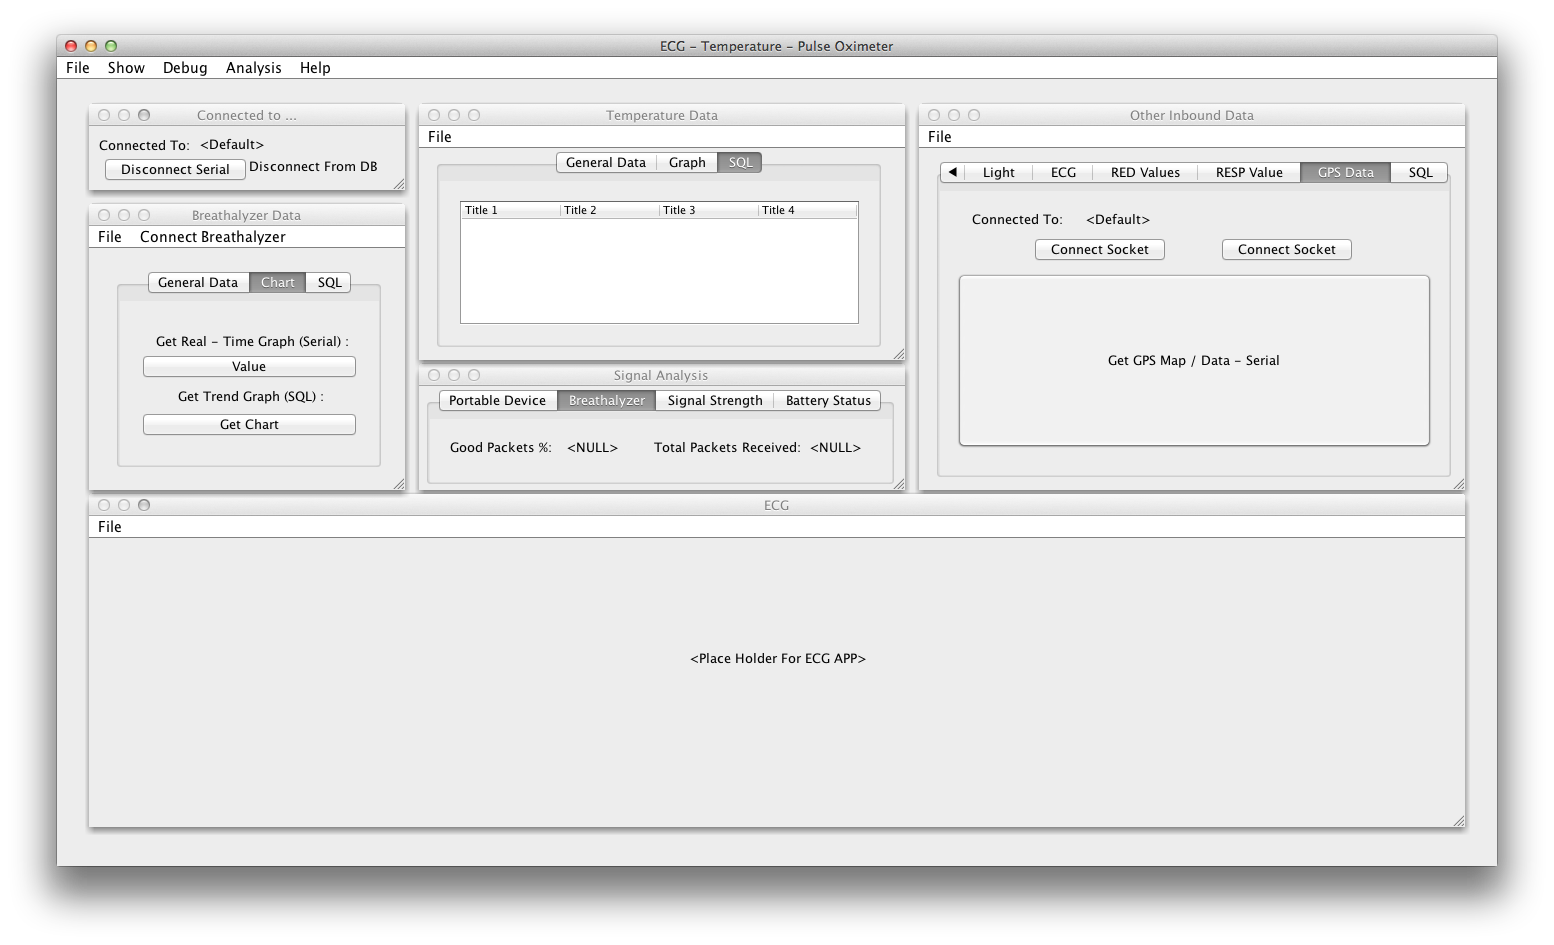 ECG - Temperature - Pulse Oximeter
File Show Debug Analysis Help
Connected to ...
Connected To: <Default>
Disconnect Serial Disconnect From DB
Breathalyzer Data
File Connect Breathalyzer
General Data Chart SQL
Get Real - Time Graph (Serial) :
Value
Get Trend Graph (SQL) :
Get Chart
Temperature Data
File
General Data Graph SQL
Title 1 Title 2 Title 3 Title 4
Signal Analysis
Portable Device Breathalyzer Signal Strength Battery Status
Good Packets %: <NULL> Total Packets Received: <NULL>
Other Inbound Data
File
Light ECG RED Values RESP Value GPS Data SQL
Connected To: <Default>
Connect Socket Connect Socket
Get GPS Map / Data - Serial
ECG
File
<Place Holder For ECG APP>